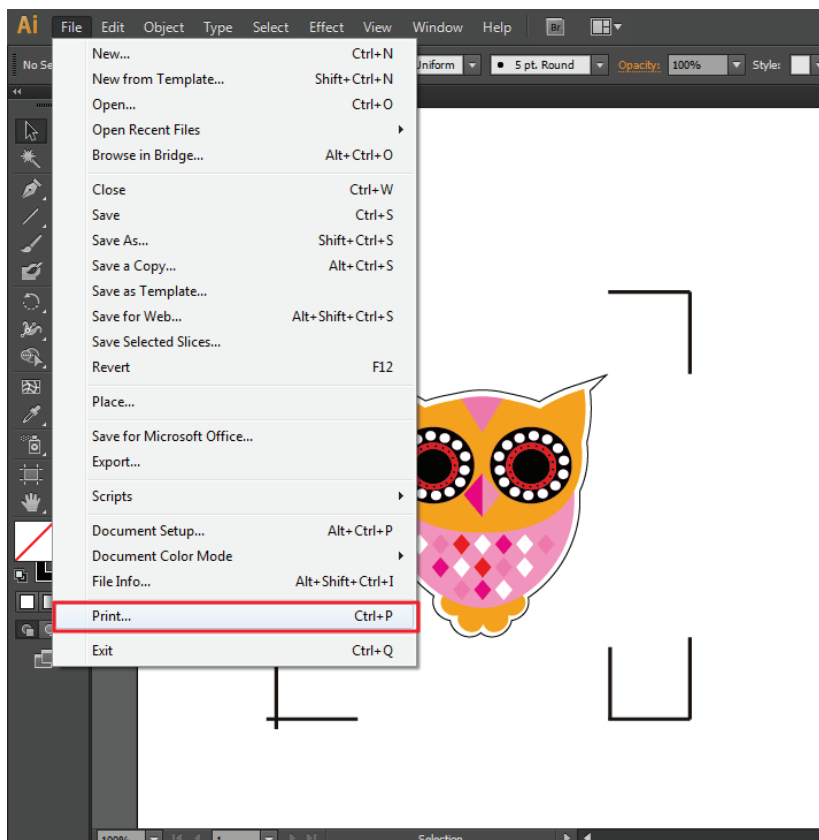 Ai File Edit Object Type Select Effect View Window Help Br
No Se
Uniform 5 pt. Round Opacity: 100% Style:
New... Ctrl+N
New from Template... Shift+Ctrl+N
Open... Ctrl+O
Open Recent Files
Browse in Bridge... Alt+Ctrl+O
Close Ctrl+W
Save Ctrl+S
Save As... Shift+Ctrl+S
Save a Copy... Alt+Ctrl+S
Save as Template...
Save for Web... Alt+Shift+Ctrl+S
Save Selected Slices...
Revert F12
Place...
Save for Microsoft Office...
Export...
Scripts
Document Setup... Alt+Ctrl+P
Document Color Mode
File Info... Alt+Shift+Ctrl+I
Print... Ctrl+P
Exit Ctrl+Q
100% 1 Selection